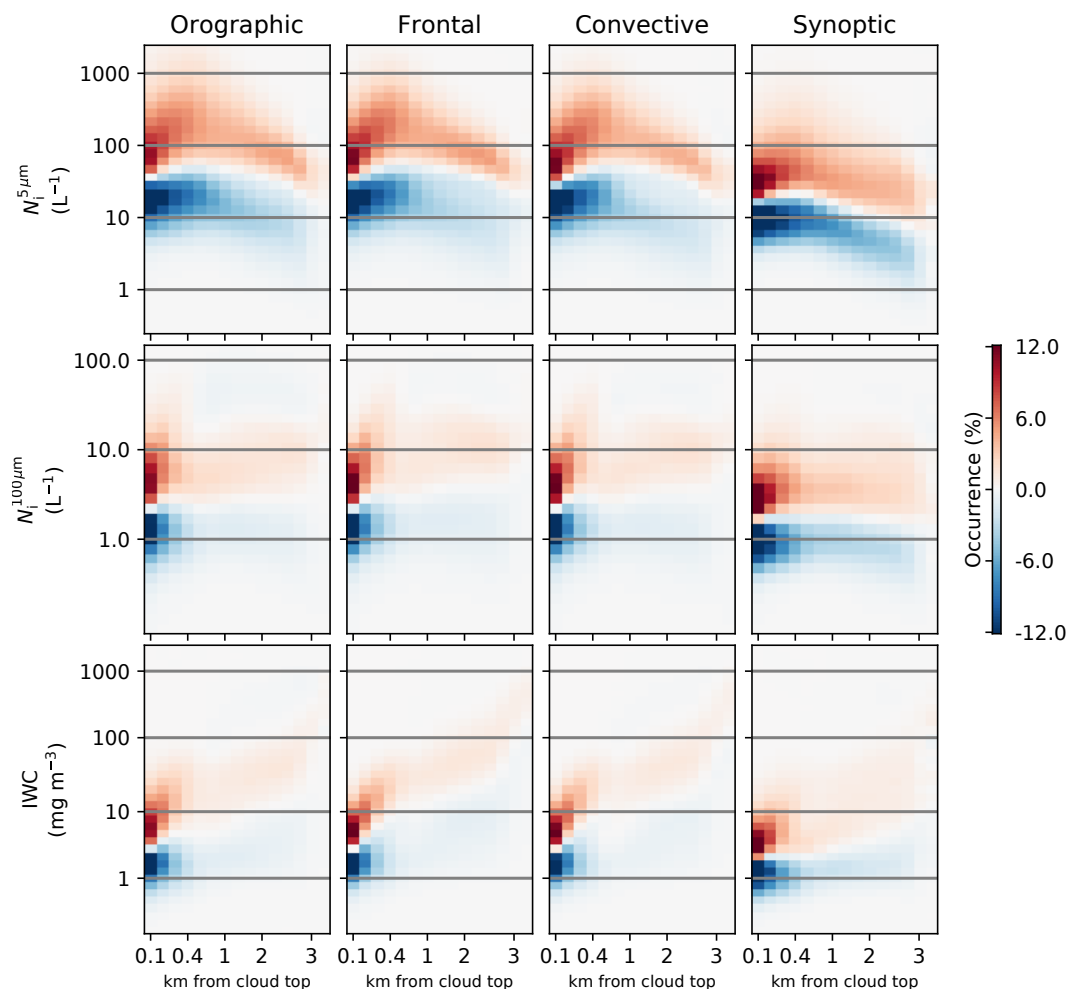 Orographic Frontal Convective Synoptic
1000
100
10
1
N_i^{5 μm}
(L⁻¹)
100.0
10.0
1.0
N_i^{100μm}
(L⁻¹)
12.0
6.0
0.0
-6.0
-12.0
Occurrence (%)
1000
100
10
1
IWC
(mg m⁻³)
0.1 0.4 1 2 3 0.1 0.4 1 2 3 0.1 0.4 1 2 3 0.1 0.4 1 2 3
km from cloud top km from cloud top km from cloud top km from cloud top